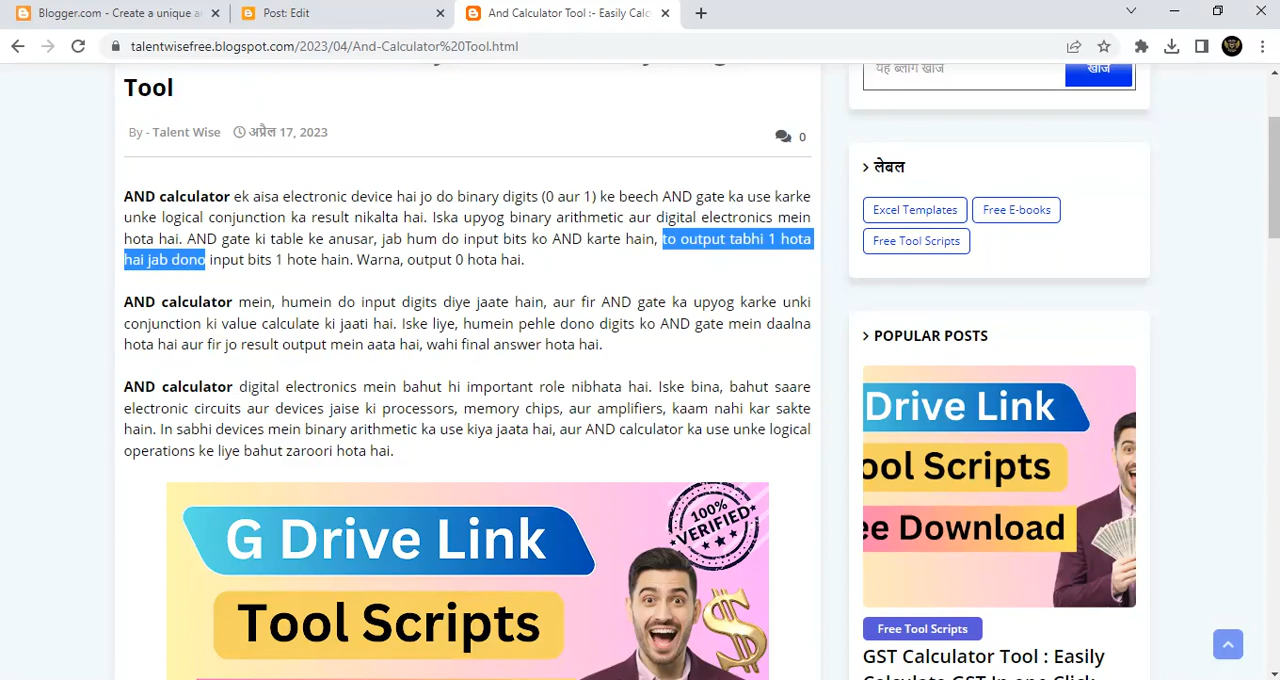 Blogger.com - Create a unique a
Post: Edit
And Calculator Tool :- Easily Calc
talentwisefree.blogspot.com/2023/04/And-Calculator%20Tool.html
Tool
By - Talent Wise
अप्रैल 17, 2023
0
AND calculator ek aisa electronic device hai jo do binary digits (0 aur 1) ke beech AND gate ka use karke
unke logical conjunction ka result nikalta hai. Iska upyog binary arithmetic aur digital electronics mein
hota hai. AND gate ki table ke anusar, jab hum do input bits ko AND karte hain, to output tabhi 1 hota
hai jab dono input bits 1 hote hain. Warna, output 0 hota hai.
AND calculator mein, humein do input digits diye jaate hain, aur fir AND gate ka upyog karke unki
conjunction ki value calculate ki jaati hai. Iske liye, humein pehle dono digits ko AND gate mein daalna
hota hai aur fir jo result output mein aata hai, wahi final answer hota hai.
AND calculator digital electronics mein bahut hi important role nibhata hai. Iske bina, bahut saare
electronic circuits aur devices jaise ki processors, memory chips, aur amplifiers, kaam nahi kar sakte
hain. In sabhi devices mein binary arithmetic ka use kiya jaata hai, aur AND calculator ka use unke logical
operations ke liye bahut zaroori hota hai.
G Drive Link
Tool Scripts
100%
VERIFIED
यह ब्लॉग खोजें
खोजें
लेबल
Excel Templates
Free E-books
Free Tool Scripts
POPULAR POSTS
Drive Link
ool Scripts
ee Download
Free Tool Scripts
GST Calculator Tool : Easily
Calculate GST In one Click